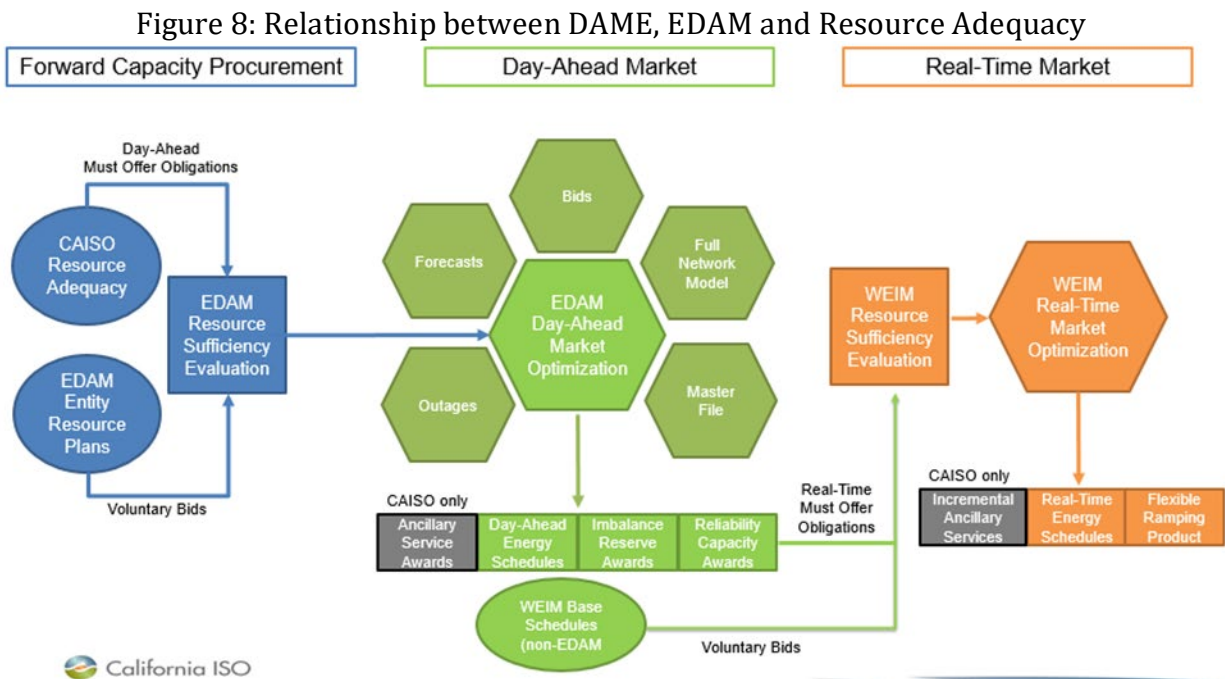 Figure 8: Relationship between DAME, EDAM and Resource Adequacy
Forward Capacity Procurement
Day-Ahead Market
Real-Time Market
Day-Ahead
Must Offer Obligations
CAISO
Resource
Adequacy
EDAM
Resource
Sufficiency
Evaluation
EDAM
Entity
Resource
Plans
Voluntary Bids
Bids
Forecasts
Full
Network
Model
EDAM
Day-Ahead
Market
Optimization
Outages
Master
File
CAISO only
Ancillary
Service
Awards
Day-Ahead
Energy
Schedules
Imbalance
Reserve
Awards
Reliability
Capacity
Awards
Real-Time
Must Offer
Obligations
WEIM Base
Schedules
(non-EDAM
Voluntary Bids
WEIM
Resource
Sufficiency
Evaluation
WEIM
Real-Time
Market
Optimization
CAISO only
Incremental
Ancillary
Services
Real-Time
Energy
Schedules
Flexible
Ramping
Product
California ISO